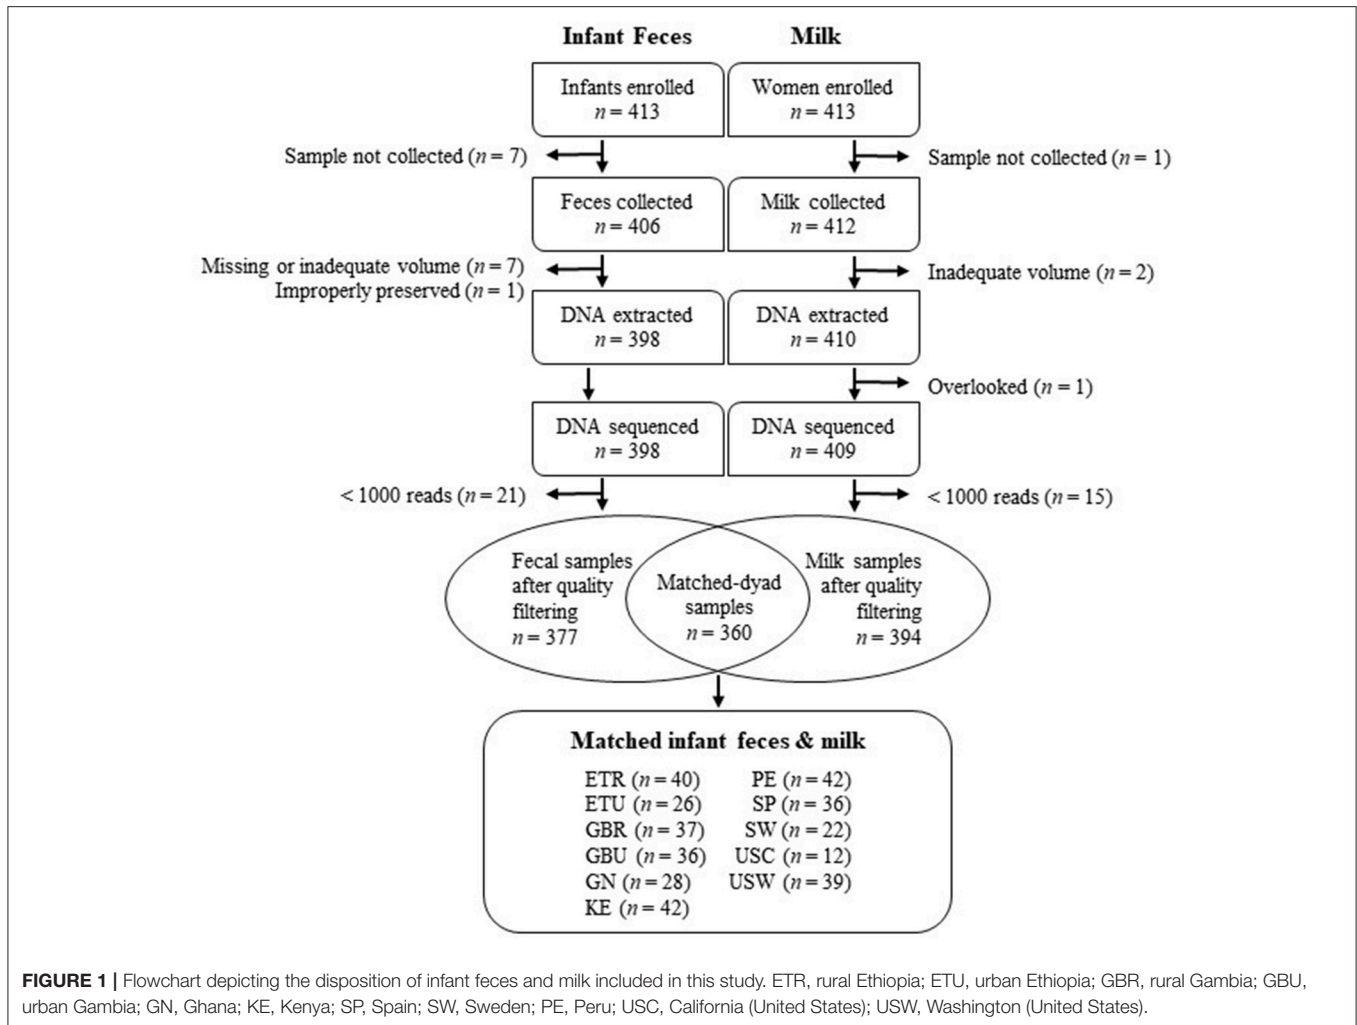 Infant Feces
Milk
Infants enrolled
n = 413
Women enrolled
n = 413
Sample not collected (n = 7)
Sample not collected (n = 1)
Feces collected
n = 406
Milk collected
n = 412
Missing or inadequate volume (n = 7)
Improperly preserved (n = 1)
Inadequate volume (n = 2)
DNA extracted
n = 398
DNA extracted
n = 410
Overlooked (n = 1)
DNA sequenced
n = 398
DNA sequenced
n = 409
< 1000 reads (n = 21)
< 1000 reads (n = 15)
Fecal samples
after quality
filtering
n = 377
Matched-dyad
samples
n = 360
Milk samples
after quality
filtering
n = 394
Matched infant feces & milk
ETR (n = 40)
ETU (n = 26)
GBR (n = 37)
GBU (n = 36)
GN (n = 28)
KE (n = 42)
PE (n = 42)
SP (n = 36)
SW (n = 22)
USC (n = 12)
USW (n = 39)
FIGURE 1 | Flowchart depicting the disposition of infant feces and milk included in this study. ETR, rural Ethiopia; ETU, urban Ethiopia; GBR, rural Gambia; GBU,
urban Gambia; GN, Ghana; KE, Kenya; SP, Spain; SW, Sweden; PE, Peru; USC, California (United States); USW, Washington (United States).